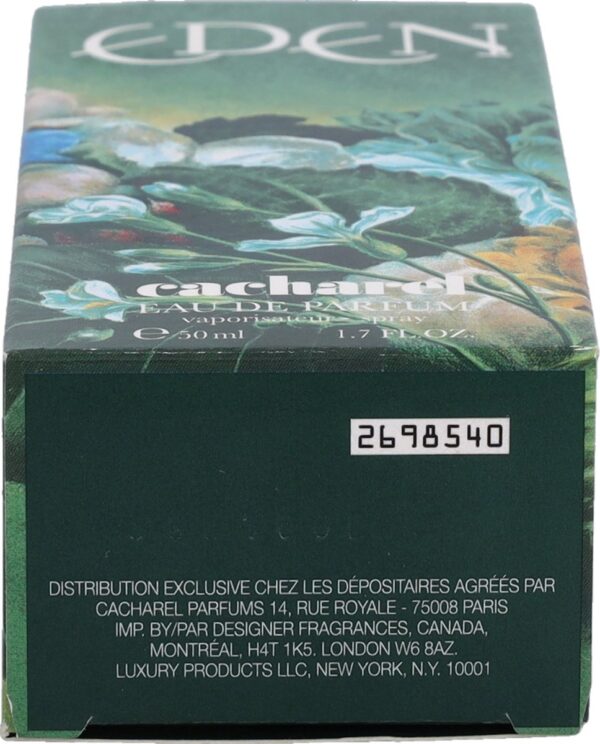 EDEN
cacharel
EAU DE PARFUM
vaporisateur spray
e 50 ml 1.7 FL.OZ.
2698540
DISTRIBUTION EXCLUSIVE CHEZ LES DÉPOSITAIRES AGRÉÉS PAR
CACHAREL PARFUMS 14, RUE ROYALE - 75008 PARIS
IMP. BY/PAR DESIGNER FRAGRANCES, CANADA,
MONTRÉAL, H4T 1K5. LONDON W6 8AZ.
LUXURY PRODUCTS LLC, NEW YORK, N.Y. 10001